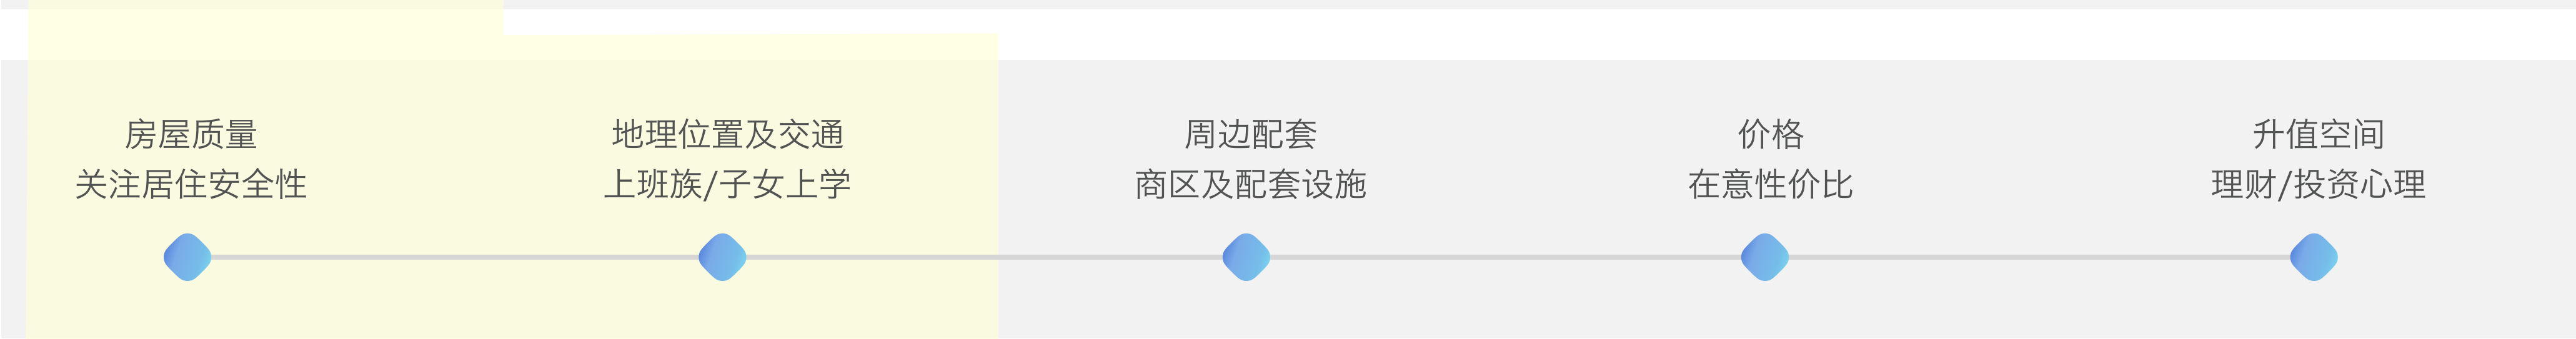 房屋质量
关注居住安全性
地理位置及交通
上班族/子女上学
周边配套
商区及配套设施
价格
在意性价比
升值空间
理财/投资心理